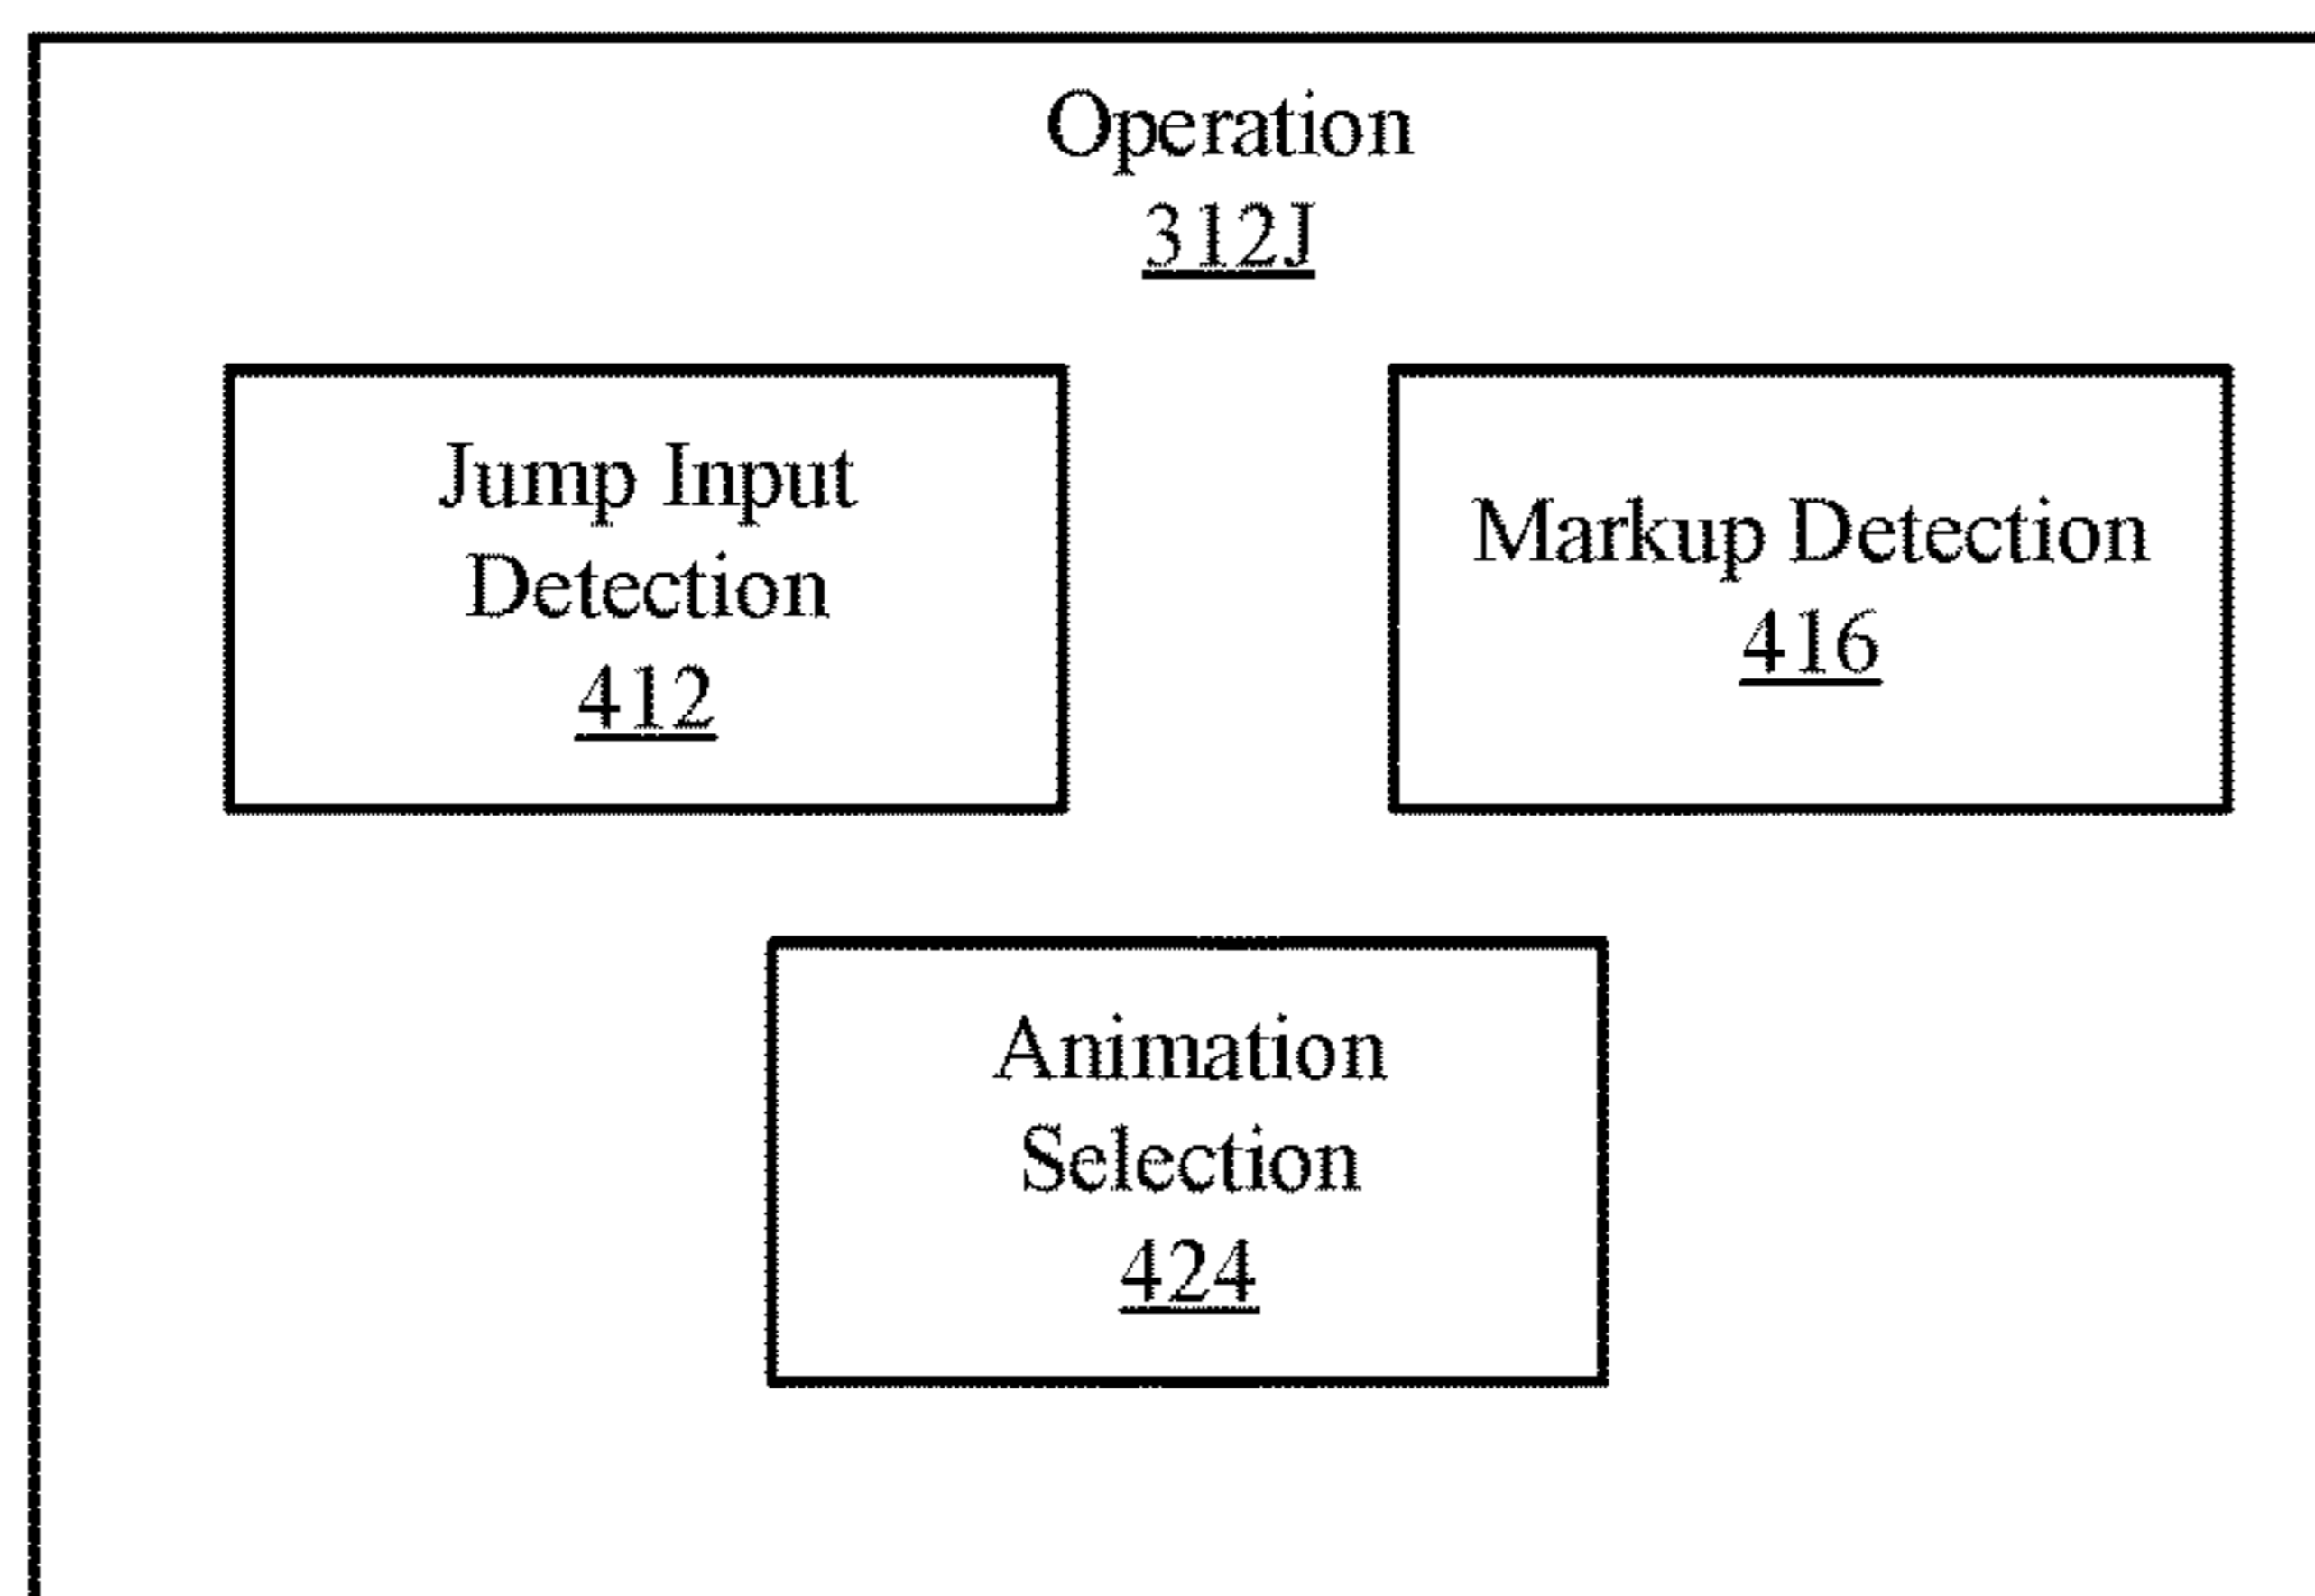 Operation
312J
Jump Input
Detection
412
Markup Detection
416
Animation
Selection
424